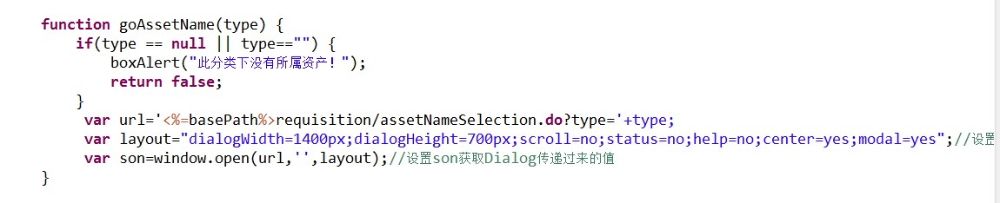 function goAssetName(type) {
if(type == null || type=="") {
boxAlert("此分类下没有所属资产！");
return false;
}
var url='<%=basePath%>requisition/assetNameSelection.do?type='+type;
var layout="dialogWidth=1400px;dialogHeight=700px;scroll=no;status=no;help=no;center=yes;modal=yes";//设置
var son=window.open(url,'',layout);//设置son获取Dialog传递过来的值
}